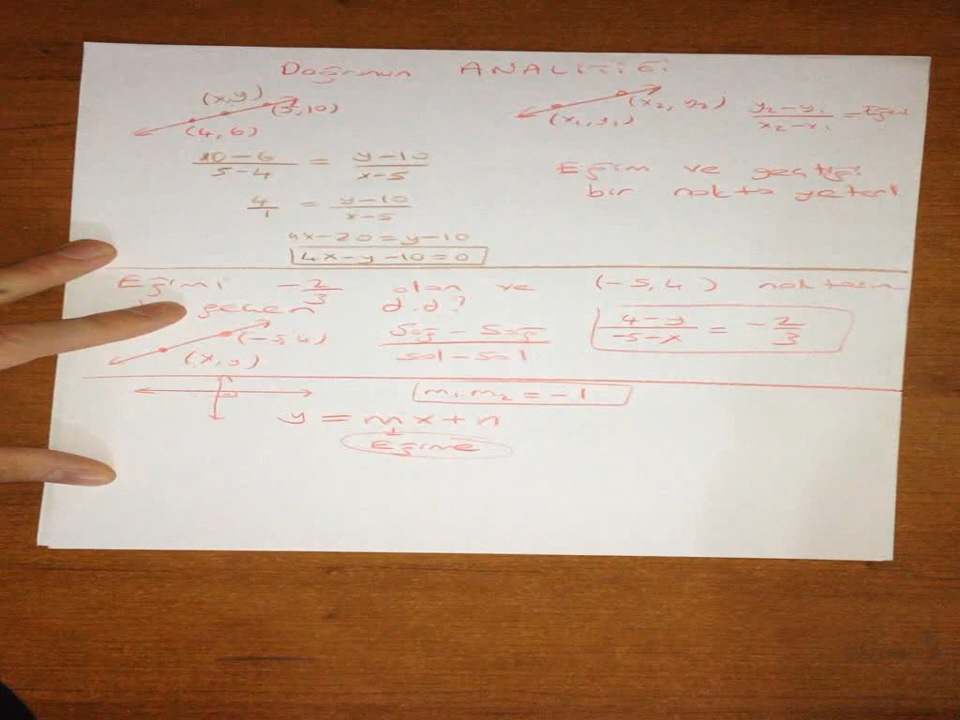 Doğrunun ANALİTİĞİ
(x,y)
(5,10)
(4,6)
(x₂, y₂)
(x₁,y₁)
y₂-y₁ / x₂-x₁ = Eğim
10-6 / 5-4 = y-10 / x-5
Eğim ve geçtiği
bir nokta yeterli
4 / 1 = y-10 / x-5
4x-20=y-10
4x-y-10=0
Eğimi -2/3 olan ve (-5,4) noktasın
geçen d.d?
(-5,4)
(x,y)
sağ - sağ / sol - sol
4-y / -5-x = -2/3
m₁.m₂ = -1
y = mx+n
Eğim